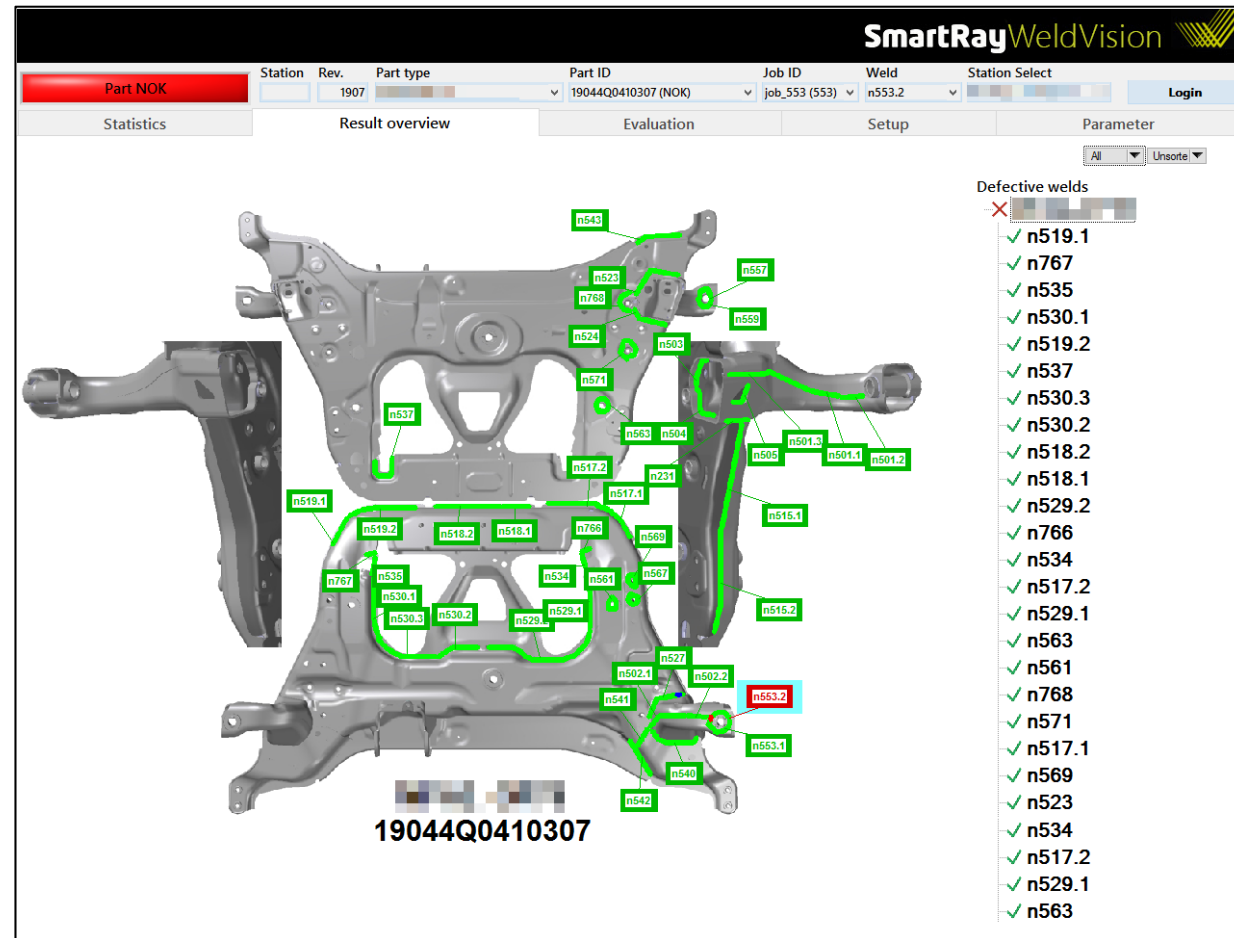 SmartRayWeldVision
Station Rev. Part type Part ID Job ID Weld Station Select
Part NOK 1907 19044Q0410307 (NOK) job_553 (553) n553.2 Login
Statistics Result overview Evaluation Setup Parameter
All Unsorte
Defective welds
n519.1
n767
n535
n530.1
n519.2
n537
n530.3
n530.2
n518.2
n518.1
n529.2
n766
n534
n517.2
n529.1
n563
n561
n768
n571
n517.1
n569
n523
n534
n517.2
n529.1
n563
n543
n557
n523
n768
n559
n524
n503
n571
n537
n563 n504
n501.3
n505 n501.1 n501.2
n517.2
n231
n517.1
n519.1
n515.1
n519.2 n518.2 n518.1 n766
n569
n767 n535 n534 n561 n567
n530.1
n530.3 n530.2 n529. n529.1
n515.2
n527
n502.1 n502.2
n541 n553.2
n553.1
n540
n542
19044Q0410307